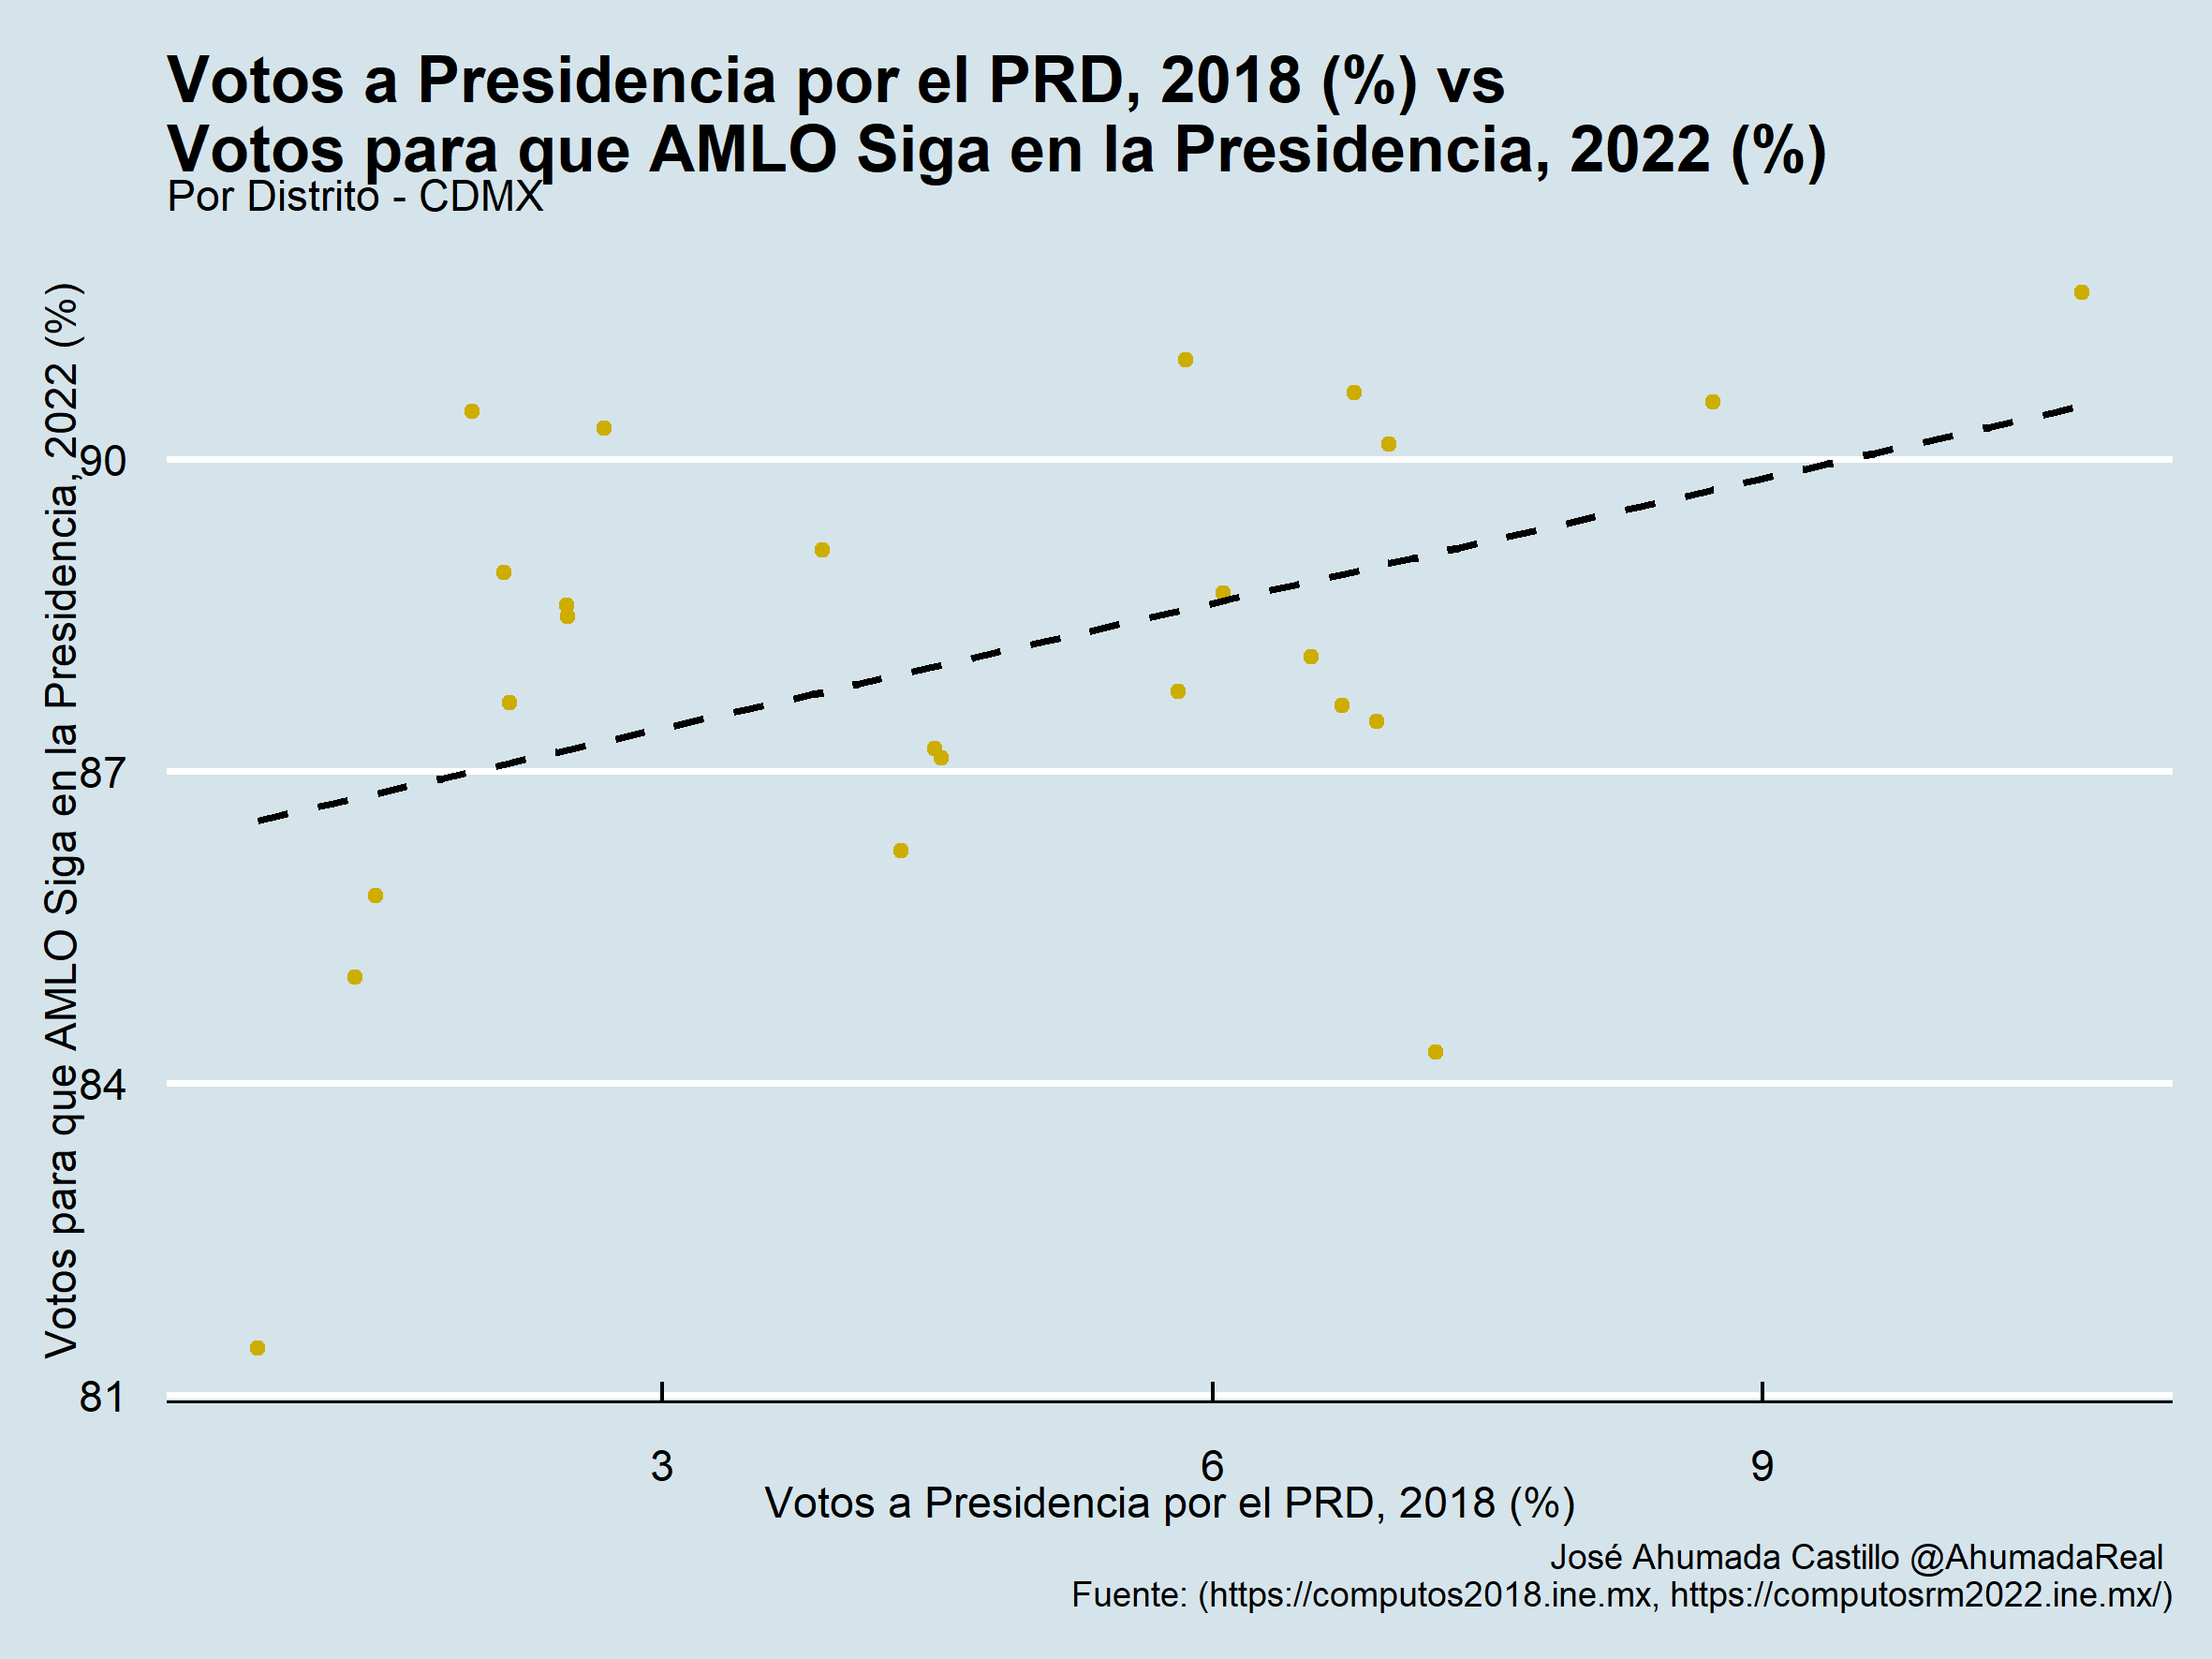 Votos a Presidencia por el PRD, 2018 (%) vs
Votos para que AMLO Siga en la Presidencia, 2022 (%)
Por Distrito - CDMX
Votos para que AMLO Siga en la Presidencia, 2022 (%)
90
87
84
81
3 6 9
Votos a Presidencia por el PRD, 2018 (%)
José Ahumada Castillo @AhumadaReal
Fuente: (https://computos2018.ine.mx, https://computosrm2022.ine.mx/)